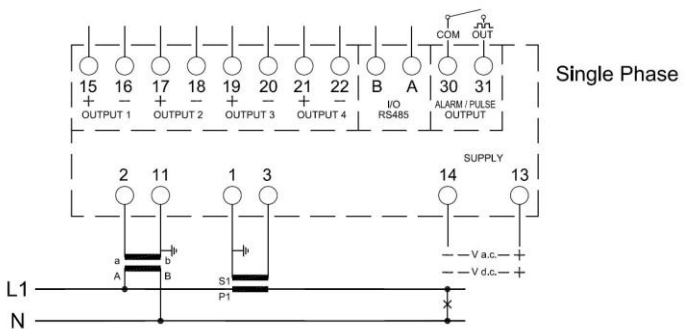 COM OUT
15 16 17 18 19 20 21 22 B A 30 31
+ − + − + − + −
OUTPUT 1 OUTPUT 2 OUTPUT 3 OUTPUT 4
I/O
RS485
ALARM / PULSE
OUTPUT
Single Phase
SUPPLY
2 11 1 3 14 13
a b
A B
S1
P1
− − V a.c. − +
− − V d.c. − +
L1
N